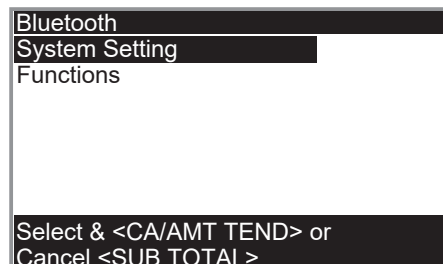 Bluetooth
System Setting
Functions
Select & <CA/AMT TEND> or
Cancel <SUB TOTAL>